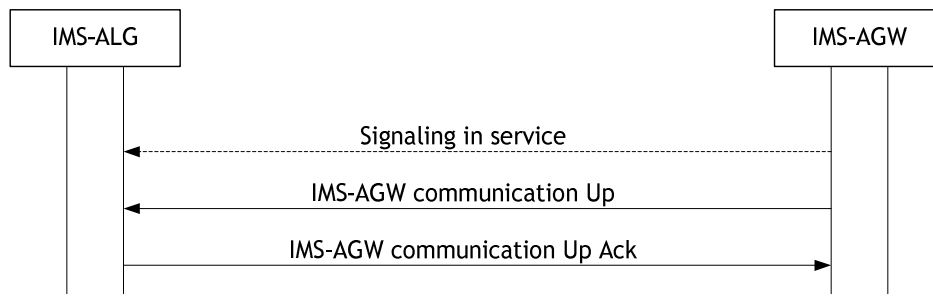 IMS-ALG
IMS-AGW
Signaling in service
IMS-AGW communication Up
IMS-AGW communication Up Ack